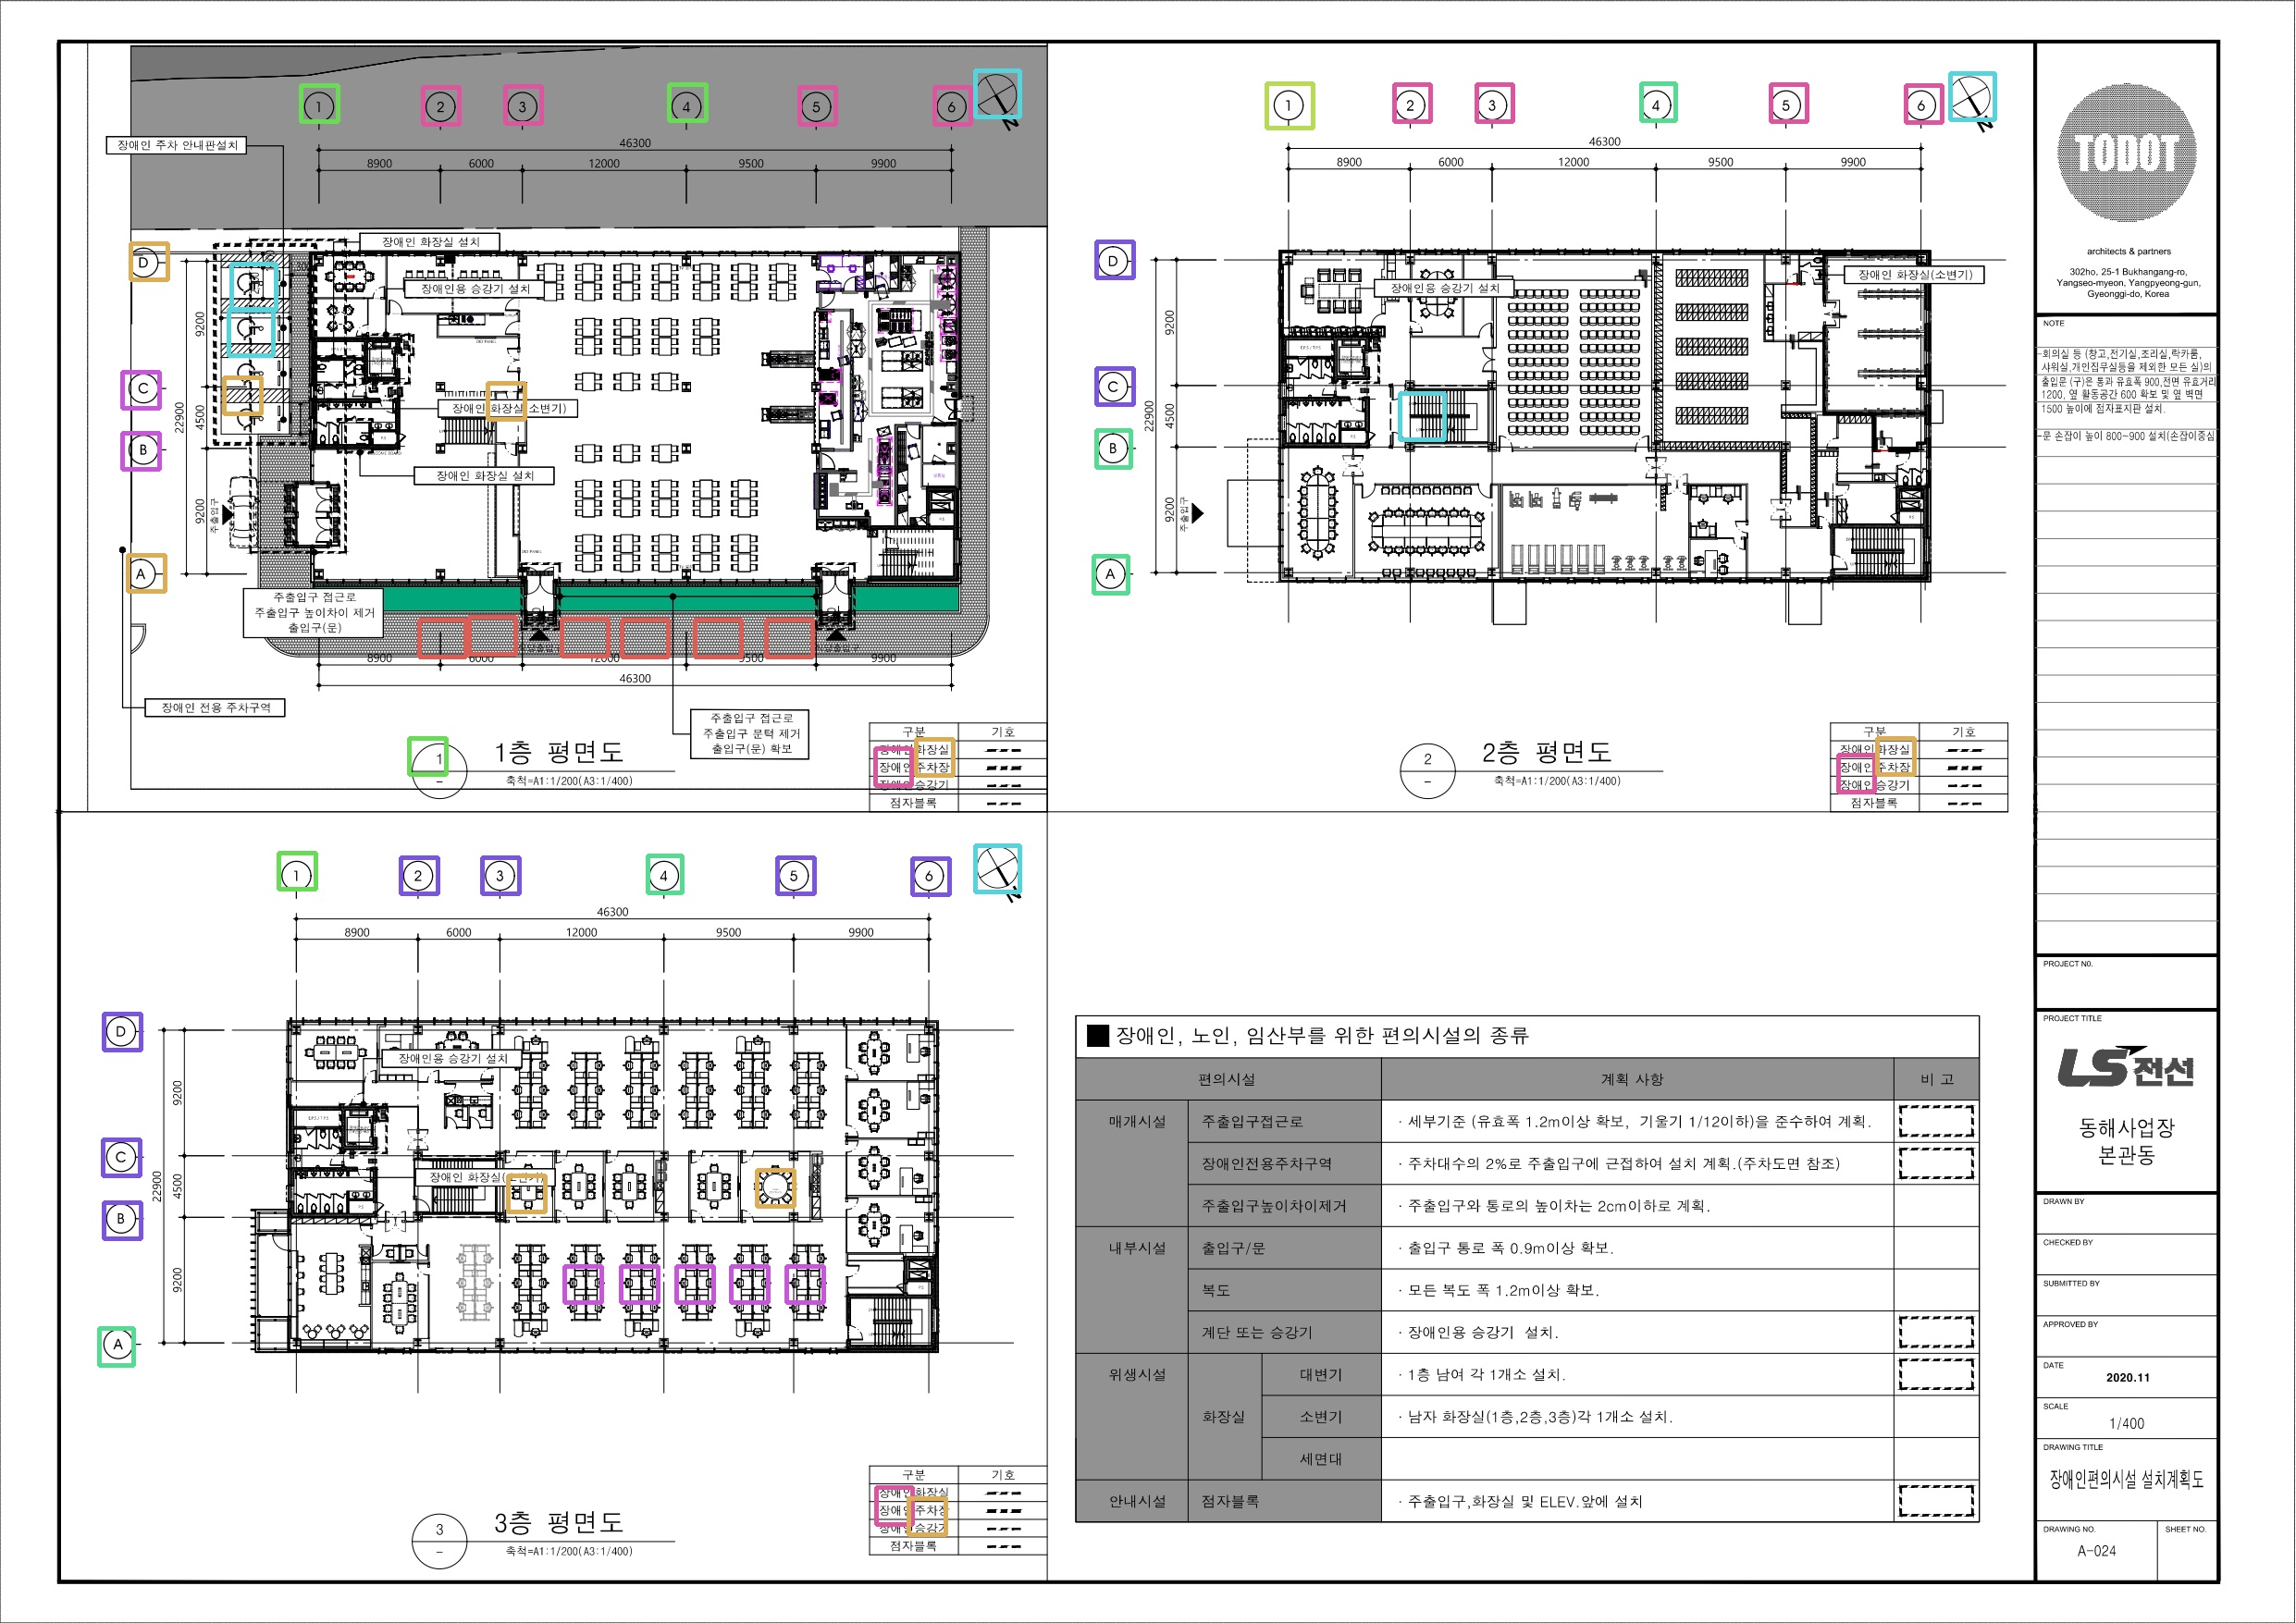 1
2
3
4
5
6
46300
8900
6000
12000
9500
9900
장애인 주차 안내판설치
장애인 화장실 설치
장애인용 승강기 설치
장애인 화장실 소변기)
장애인 화장실 설치
D
C
B
A
9200
4500
9200
22900
주출입구
주출입구 접근로
주출입구 높이차이 제거
출입구(문)
8900
6000
12000
9500
9900
46300
장애인 전용 주차구역
주출입구 접근로
주출입구 문턱 제거
출입구(문) 확보
1
–
1층 평면도
축척=A1:1/200(A3:1/400)
구분 기호
장애인 화장실
장애인 주차장
장애인 승강기
점자블록
1
2
3
4
5
6
46300
8900
6000
12000
9500
9900
D
C
B
A
9200
4500
9200
22900
주출입구
장애인용 승강기 설치
장애인 화장실(소변기)
2
–
2층 평면도
축척=A1:1/200(A3:1/400)
구분 기호
장애인 화장실
장애인 주차장
장애인 승강기
점자블록
1
2
3
4
5
6
46300
8900
6000
12000
9500
9900
D
C
B
A
9200
4500
9200
22900
장애인용 승강기 설치
장애인 화장실(
3
–
3층 평면도
축척=A1:1/200(A3:1/400)
구분 기호
장애인 화장실
장애인 주차장
장애인 승강기
점자블록
장애인, 노인, 임산부를 위한 편의시설의 종류
편의시설 계획 사항 비 고
매개시설 주출입구접근로 · 세부기준 (유효폭 1.2m이상 확보, 기울기 1/12이하)을 준수하여 계획.
장애인전용주차구역 · 주차대수의 2%로 주출입구에 근접하여 설치 계획.(주차도면 참조)
주출입구높이차이제거 · 주출입구와 통로의 높이차는 2cm이하로 계획.
내부시설 출입구/문 · 출입구 통로 폭 0.9m이상 확보.
복도 · 모든 복도 폭 1.2m이상 확보.
계단 또는 승강기 · 장애인용 승강기 설치.
위생시설 화장실 대변기 · 1층 남여 각 1개소 설치.
소변기 · 남자 화장실(1층,2층,3층)각 1개소 설치.
세면대
안내시설 점자블록 · 주출입구,화장실 및 ELEV.앞에 설치
TODOT
architects & partners
302ho, 25-1 Bukhangang-ro,
Yangseo-myeon, Yangpyeong-gun,
Gyeonggi-do, Korea
NOTE
-회의실 등 (창고,전기실,조리실,락카룸,
샤워실,개인집무실등을 제외한 모든 실)의
출입문 (구)은 통과 유효폭 900,전면 유효거리
1200, 옆 활동공간 600 확보 및 옆 벽면
1500 높이에 점자표지판 설치.
-문 손잡이 높이 800~900 설치(손잡이중심
PROJECT NO.
PROJECT TITLE
LS전선
동해사업장
본관동
DRAWN BY
CHECKED BY
SUBMITTED BY
APPROVED BY
DATE
2020.11
SCALE
1/400
DRAWING TITLE
장애인편의시설 설치계획도
DRAWING NO. SHEET NO.
A-024